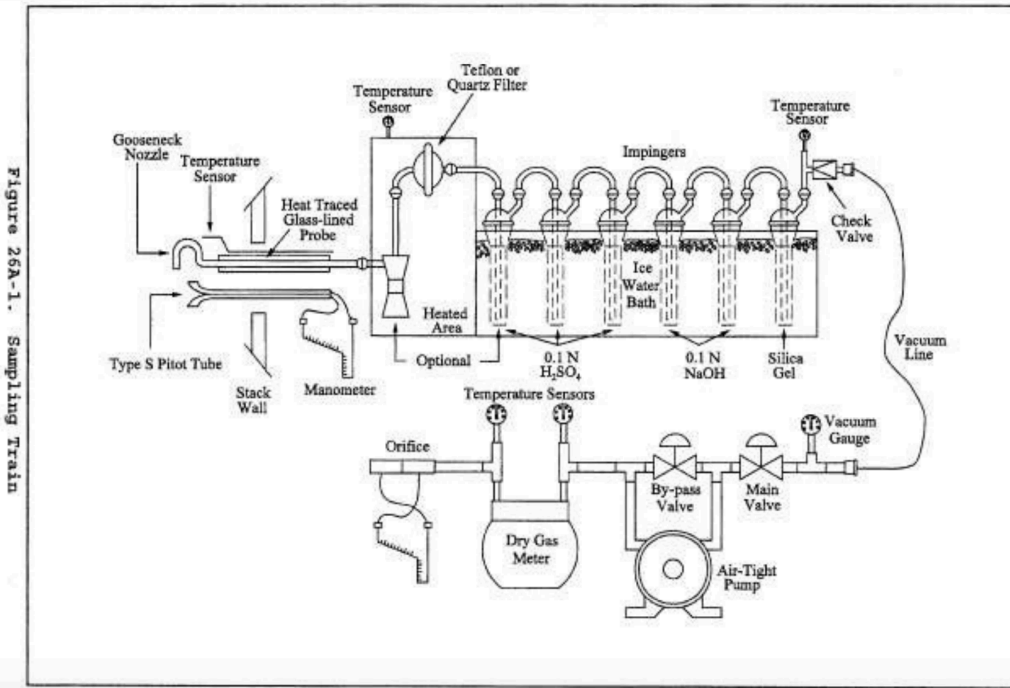 Figure 26A-1. Sampling Train
Teflon or
Quartz Filter
Temperature
Sensor
Temperature
Sensor
Gooseneck
Nozzle
Temperature
Sensor
Impingers
Heat Traced
Glass-lined
Probe
Check
Valve
Ice
Water
Bath
Heated
Area
Vacuum
Line
Type S Pitot Tube
Optional
0.1 N
H₂SO₄
0.1 N
NaOH
Silica
Gel
Stack
Wall
Manometer
Temperature Sensors
Vacuum
Gauge
Orifice
By-pass
Valve
Main
Valve
Dry Gas
Meter
Air-Tight
Pump